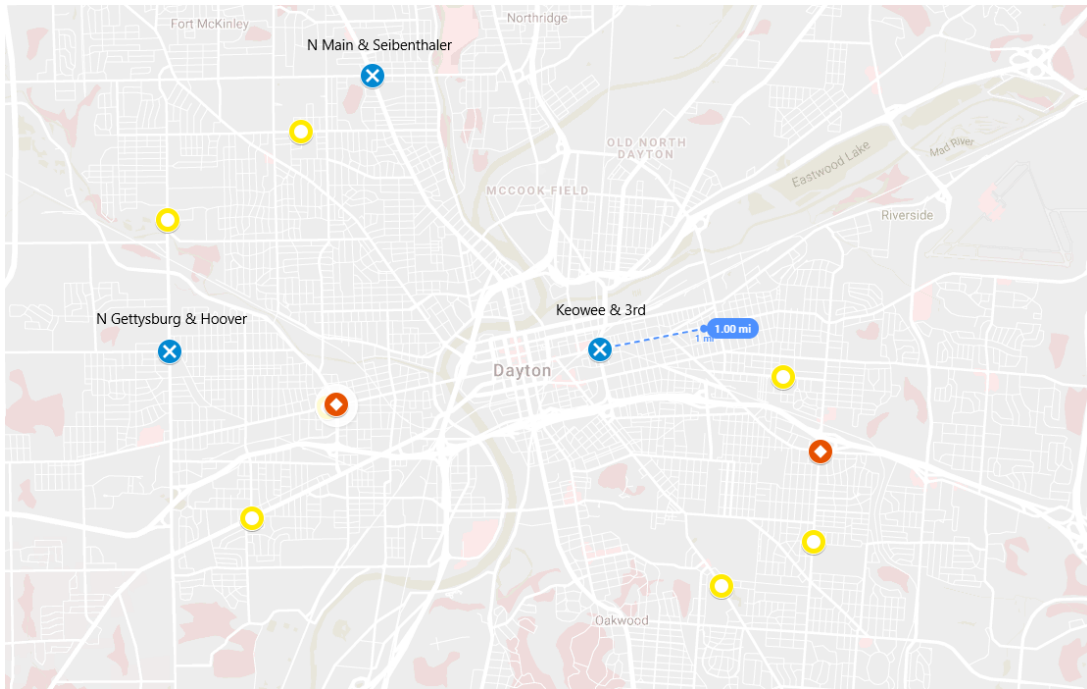 Fort McKinley
Northridge
N Main & Seibenthaler
OLD NORTH
DAYTON
Mad River
Eastwood Lake
MCCOOK FIELD
Riverside
N Gettysburg & Hoover
Keowee & 3rd
1.00 mi
1 mi
Dayton
Oakwood